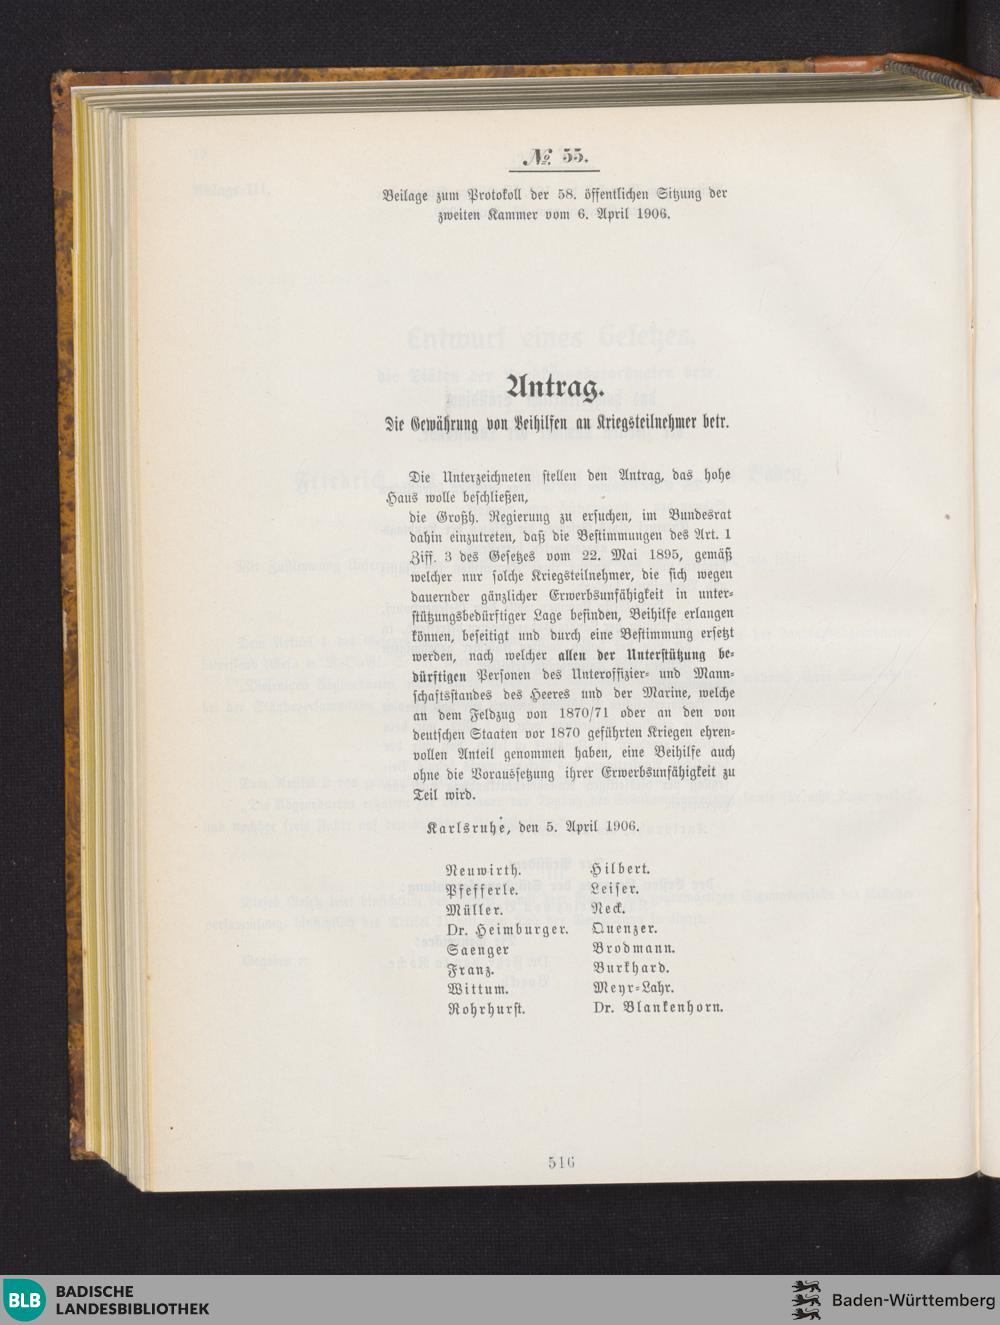 № 55.
Beilage zum Protokoll der 58. öffentlichen Sitzung der
zweiten Kammer vom 6. April 1906.
Antrag.
Die Gewährung von Beihilfen an Kriegsteilnehmer betr.
Die Unterzeichneten stellen den Antrag, das hohe
Haus wolle beschließen,
die Großh. Regierung zu ersuchen, im Bundesrat
dahin einzutreten, daß die Bestimmungen des Art. 1
Ziff. 3 des Gesetzes vom 22. Mai 1895, gemäß
welcher nur solche Kriegsteilnehmer, die sich wegen
dauernder gänzlicher Erwerbsunfähigkeit in unter-
stützungsbedürftiger Lage befinden, Beihilfe erlangen
können, beseitigt und durch eine Bestimmung ersetzt
werden, nach welcher allen der Unterstützung be-
dürftigen Personen des Unteroffizier- und Mann-
schaftsstandes des Heeres und der Marine, welche
an dem Feldzug von 1870/71 oder an den von
deutschen Staaten vor 1870 geführten Kriegen ehren-
vollen Anteil genommen haben, eine Beihilfe auch
ohne die Voraussetzung ihrer Erwerbsunfähigkeit zu
Teil wird.
Karlsruhe, den 5. April 1906.
Neuwirth. Hilbert.
Pfefferle. Leiser.
Müller. Neck.
Dr. Heimburger. Quenzer.
Saenger Brodmann.
Franz. Burkhard.
Wittum. Meyr-Lahr.
Rohrhurst. Dr. Blankenhorn.
516
BLB BADISCHE
LANDESBIBLIOTHEK
Baden-Württemberg